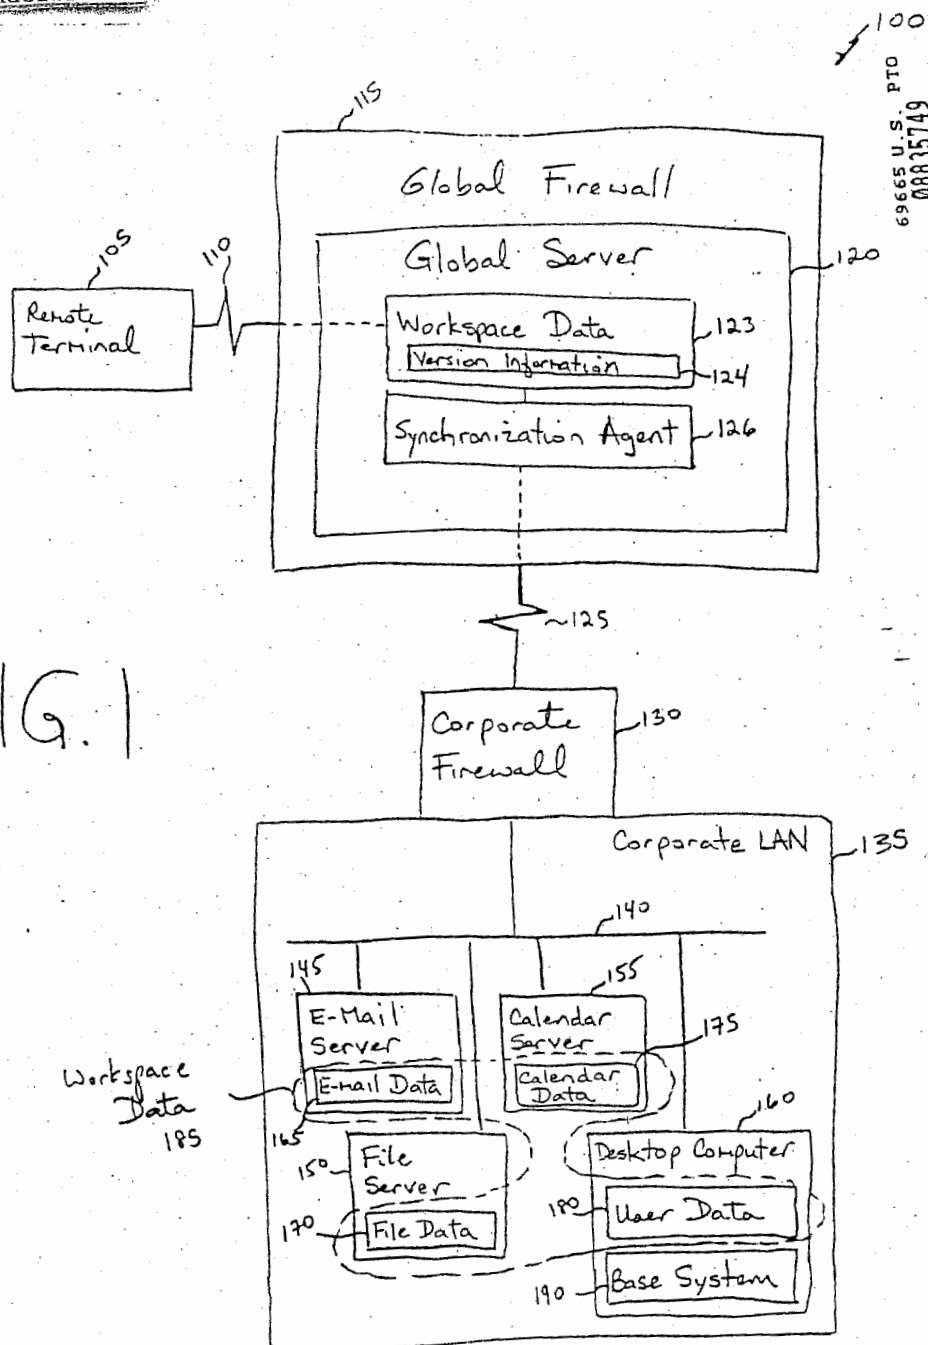 100
69665 U.S. PTO
08835749
115
Global Firewall
105
110
Global Server
120
Remote
Terminal
Workspace Data
123
Version Information
124
Synchronization Agent
126
125
IG. 1
Corporate
Firewall
130
Corporate LAN
135
140
145
155
E-Mail
Server
Calendar
Server
175
Workspace
Data
185
E-mail Data
Calendar
Data
165
160
150
File
Server
Desktop Computer
170
File Data
180
User Data
190
Base System